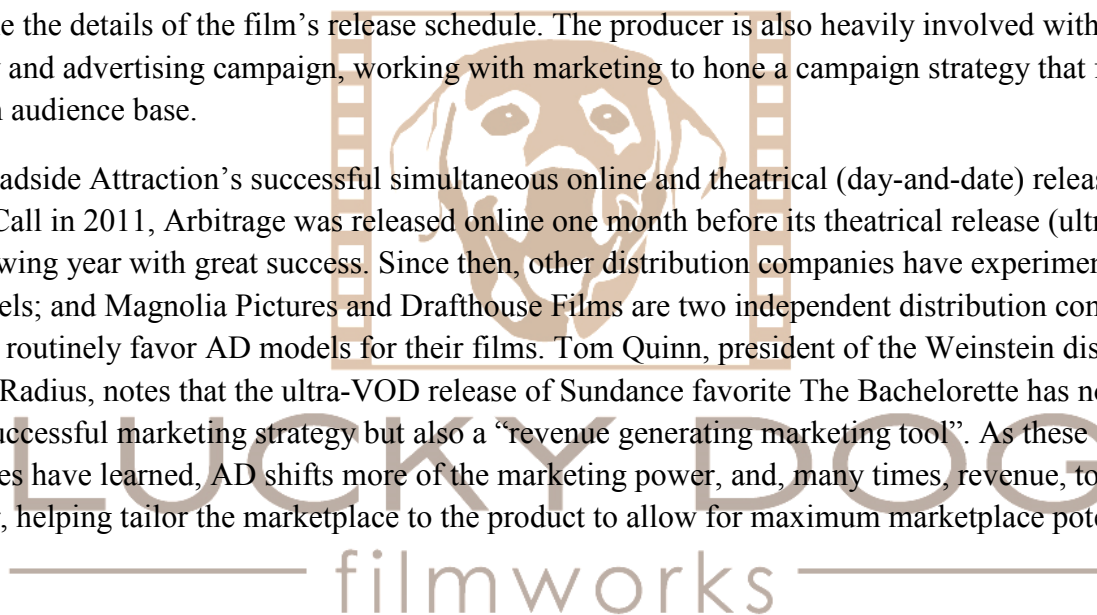 e the details of the film’s release schedule. The producer is also heavily involved with
and advertising campaign, working with marketing to hone a campaign strategy that
audience base.
adside Attraction’s successful simultaneous online and theatrical (day-and-date) relea
Call in 2011, Arbitrage was released online one month before its theatrical release (ult
wing year with great success. Since then, other distribution companies have experimen
els; and Magnolia Pictures and Drafthouse Films are two independent distribution con
routinely favor AD models for their films. Tom Quinn, president of the Weinstein dis
Radius, notes that the ultra-VOD release of Sundance favorite The Bachelorette has n
uccessful marketing strategy but also a “revenue generating marketing tool”. As these
es have learned, AD shifts more of the marketing power, and, many times, revenue, to
, helping tailor the marketplace to the product to allow for maximum marketplace pote
LUCKY DOG
filmworks